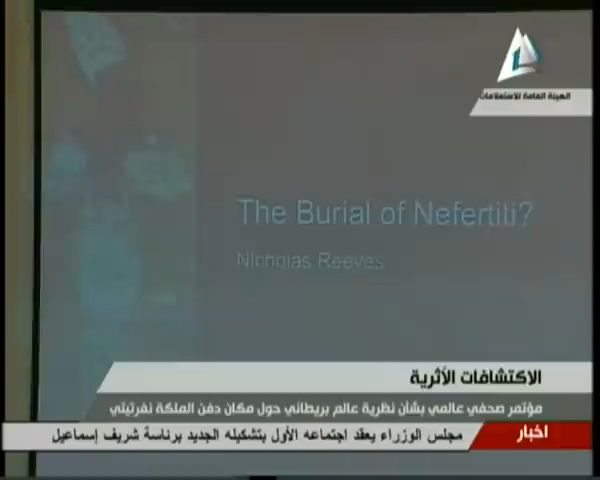 الهيئة العامة للاستعلامات
The Burial of Nefertiti?
Nicholas Reeves
الاكتشافات الأثرية
مؤتمر صحفي عالمي بشأن نظرية عالم بريطاني حول مكان دفن الملكة نفرتيتي
اخبار
مجلس الوزراء يعقد اجتماعه الأول بتشكيله الجديد برئاسة شريف إسماعيل